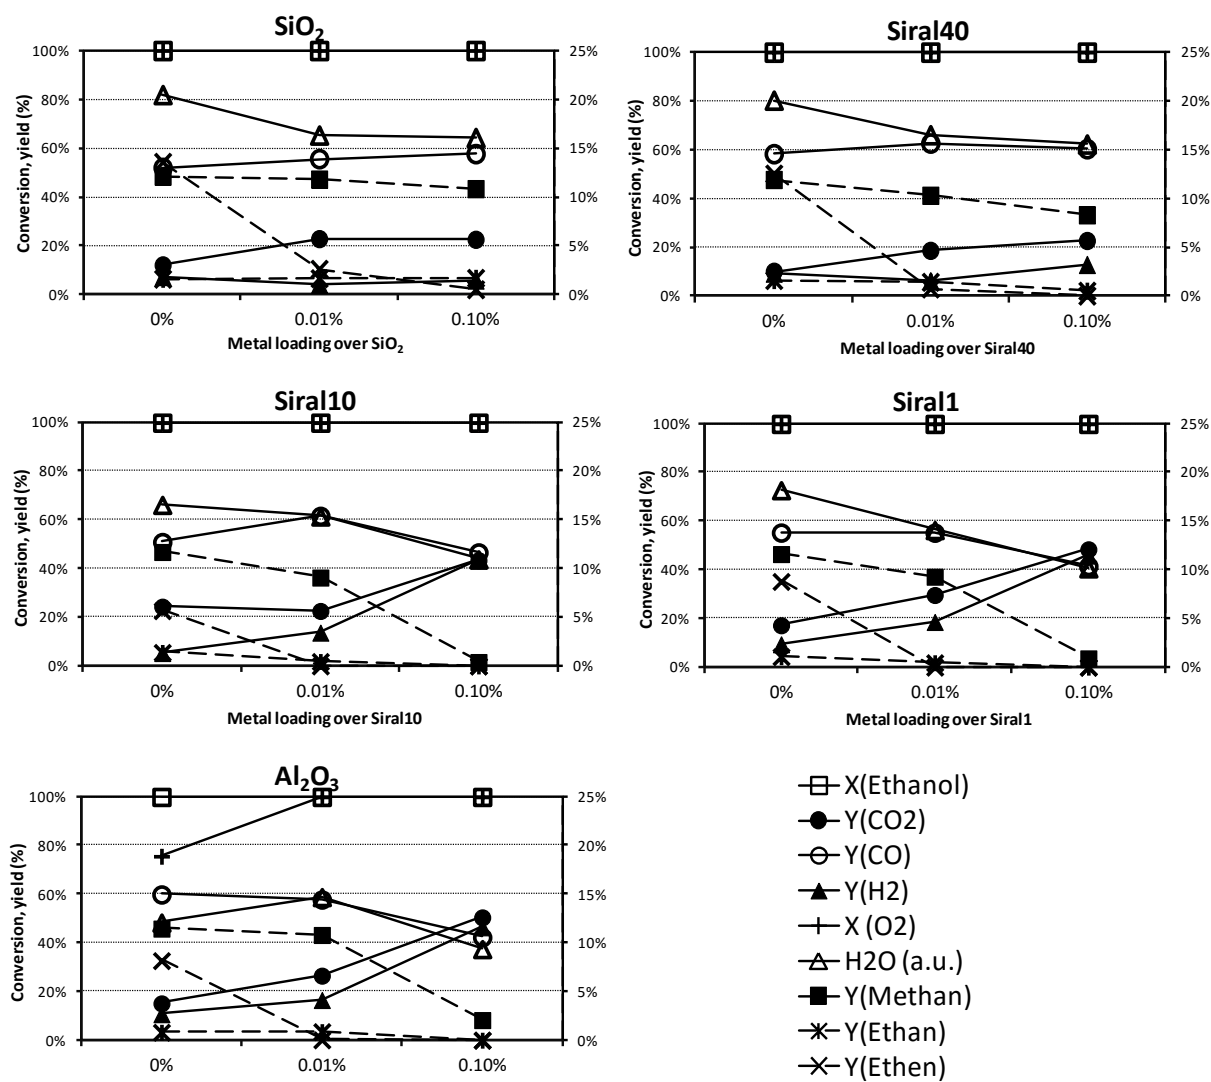 SiO2
100%
80%
60%
40%
20%
0%
Conversion, yield (%)
25%
20%
15%
10%
5%
0%
0% 0.01% 0.10%
Metal loading over SiO2
Siral40
100%
80%
60%
40%
20%
0%
Conversion, yield (%)
25%
20%
15%
10%
5%
0%
0% 0.01% 0.10%
Metal loading over Siral40
Siral10
100%
80%
60%
40%
20%
0%
Conversion, yield (%)
25%
20%
15%
10%
5%
0%
0% 0.01% 0.10%
Metal loading over Siral10
Siral1
100%
80%
60%
40%
20%
0%
Conversion, yield (%)
25%
20%
15%
10%
5%
0%
0% 0.01% 0.10%
Metal loading over Siral1
Al2O3
100%
80%
60%
40%
20%
0%
Conversion, yield (%)
25%
20%
15%
10%
5%
0%
0% 0.01% 0.10%
X(Ethanol)
Y(CO2)
Y(CO)
Y(H2)
X (O2)
H2O (a.u.)
Y(Methan)
Y(Ethan)
Y(Ethen)